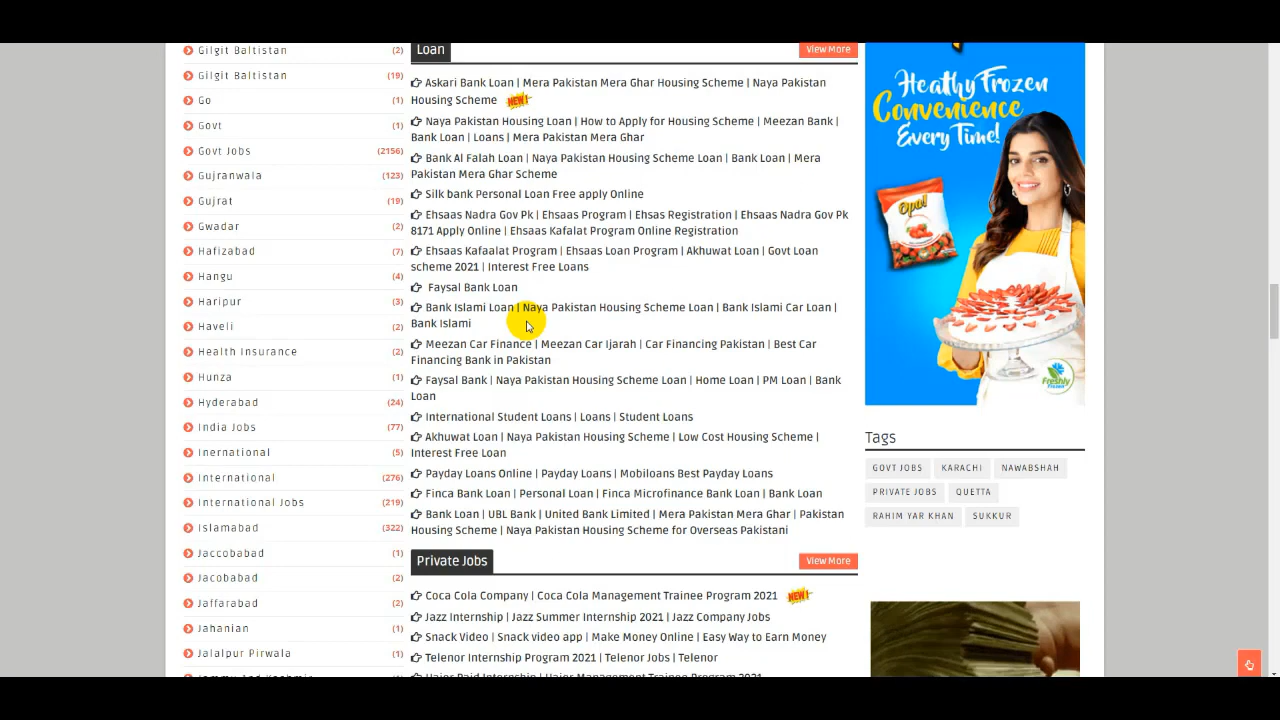 Gilgit Baltistan (2)
Gilgit Baltistan (19)
Go (1)
Govt (1)
Govt Jobs (2156)
Gujranwala (123)
Gujrat (19)
Gwadar (2)
Hafizabad (7)
Hangu (4)
Haripur (3)
Haveli (2)
Health Insurance (2)
Hunza (1)
Hyderabad (24)
India Jobs (77)
Inernational (5)
International (276)
International Jobs (219)
Islamabad (322)
Jaccobabad (1)
Jacobabad (2)
Jaffarabad (2)
Jahanian (1)
Jalalpur Pirwala (1)
Loan View More
Askari Bank Loan | Mera Pakistan Mera Ghar Housing Scheme | Naya Pakistan
Housing Scheme NEW!
Naya Pakistan Housing Loan | How to Apply for Housing Scheme | Meezan Bank |
Bank Loan | Loans | Mera Pakistan Mera Ghar
Bank Al Falah Loan | Naya Pakistan Housing Scheme Loan | Bank Loan | Mera
Pakistan Mera Ghar Scheme
Silk bank Personal Loan Free apply Online
Ehsaas Nadra Gov Pk | Ehsaas Program | Ehsas Registration | Ehsaas Nadra Gov Pk
8171 Apply Online | Ehsaas Kafalat Program Online Registration
Ehsaas Kafaalat Program | Ehsaas Loan Program | Akhuwat Loan | Govt Loan
scheme 2021 | Interest Free Loans
Faysal Bank Loan
Bank Islami Loan | Naya Pakistan Housing Scheme Loan | Bank Islami Car Loan |
Bank Islami
Meezan Car Finance | Meezan Car Ijarah | Car Financing Pakistan | Best Car
Financing Bank in Pakistan
Faysal Bank | Naya Pakistan Housing Scheme Loan | Home Loan | PM Loan | Bank
Loan
International Student Loans | Loans | Student Loans
Akhuwat Loan | Naya Pakistan Housing Scheme | Low Cost Housing Scheme |
Interest Free Loan
Payday Loans Online | Payday Loans | Mobiloans Best Payday Loans
Finca Bank Loan | Personal Loan | Finca Microfinance Bank Loan | Bank Loan
Bank Loan | UBL Bank | United Bank Limited | Mera Pakistan Mera Ghar | Pakistan
Housing Scheme | Naya Pakistan Housing Scheme for Overseas Pakistani
Private Jobs View More
Coca Cola Company | Coca Cola Management Trainee Program 2021 NEW!
Jazz Internship | Jazz Summer Internship 2021 | Jazz Company Jobs
Snack Video | Snack video app | Make Money Online | Easy Way to Earn Money
Telenor Internship Program 2021 | Telenor Jobs | Telenor
Heathy Frozen
Convenience
Every Time!
Opa!
Freshly
Frozen
Tags
GOVT JOBS KARACHI NAWABSHAH
PRIVATE JOBS QUETTA
RAHIM YAR KHAN SUKKUR